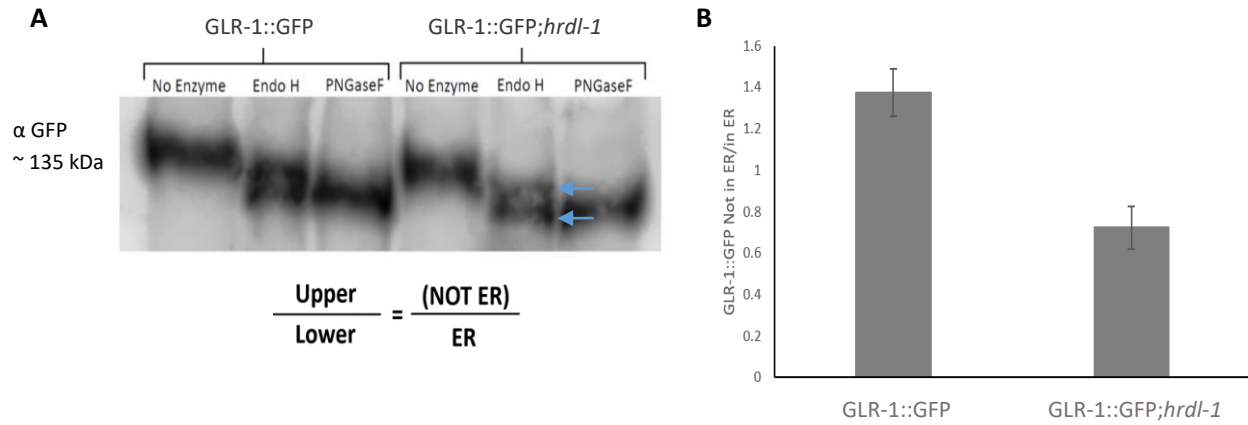 A
GLR-1::GFP
GLR-1::GFP;hrdl-1
No Enzyme
Endo H
PNGaseF
No Enzyme
Endo H
PNGaseF
α GFP
~ 135 kDa
Upper
Lower
=
(NOT ER)
ER
B
GLR-1::GFP Not in ER/in ER
1.6
1.4
1.2
1
0.8
0.6
0.4
0.2
0
GLR-1::GFP
GLR-1::GFP;hrdl-1